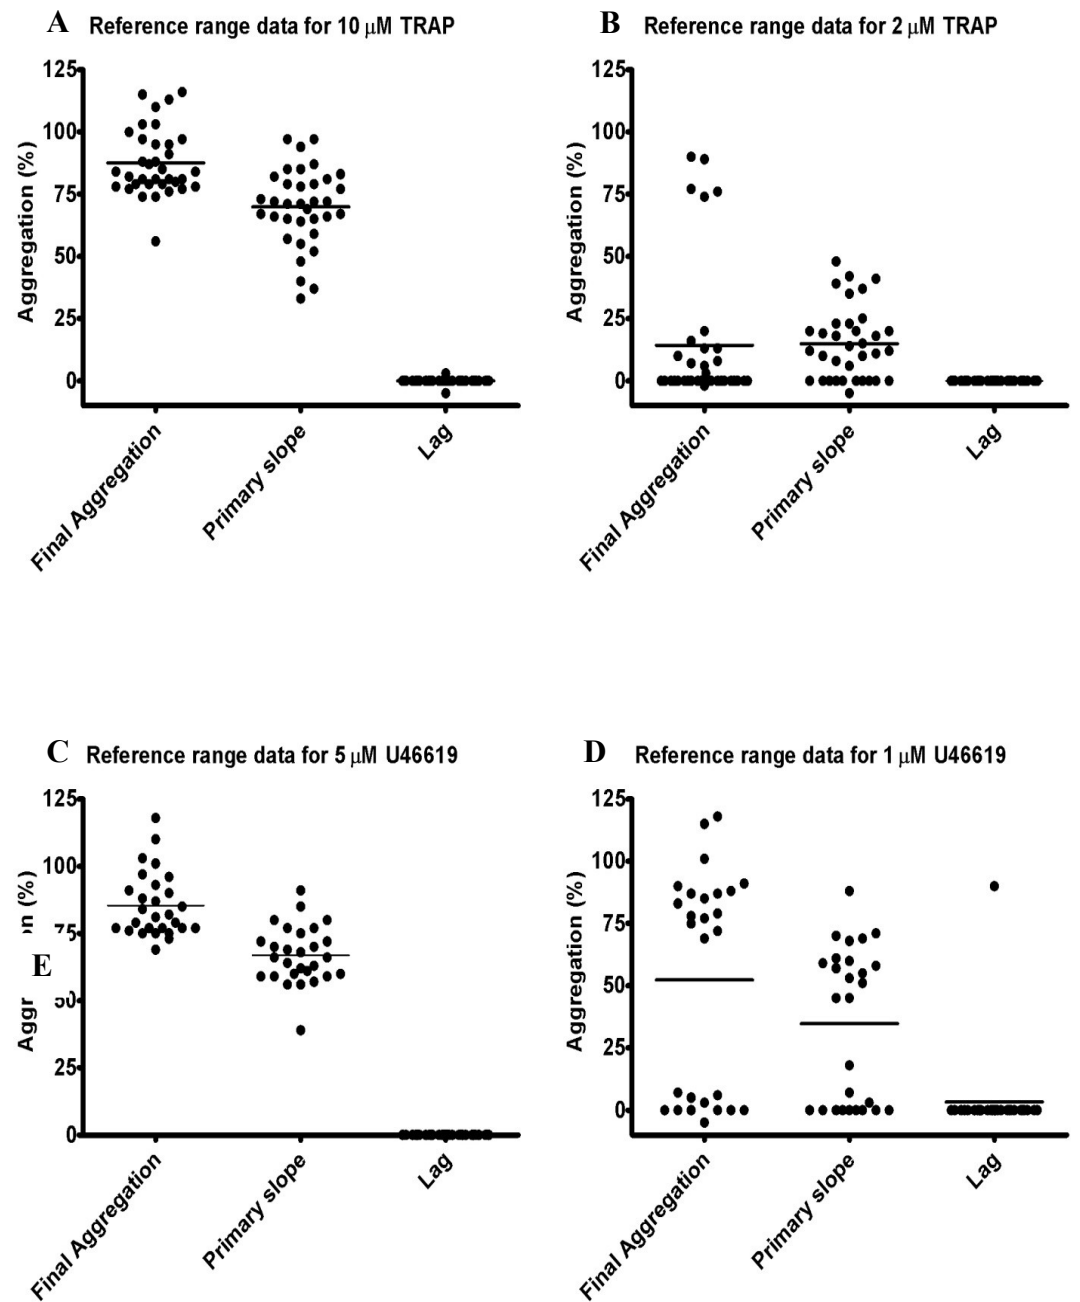 A Reference range data for 10 μM TRAP
125
100
75
50
25
0
Aggregation (%)
Final Aggregation
Primary slope
Lag
B Reference range data for 2 μM TRAP
125
100
75
50
25
0
Aggregation (%)
Final Aggregation
Primary slope
Lag
C Reference range data for 5 μM U46619
125
100
75
50
25
0
Aggr n (%)
E
Final Aggregation
Primary slope
Lag
D Reference range data for 1 μM U46619
125
100
75
50
25
0
Aggregation (%)
Final Aggregation
Primary slope
Lag